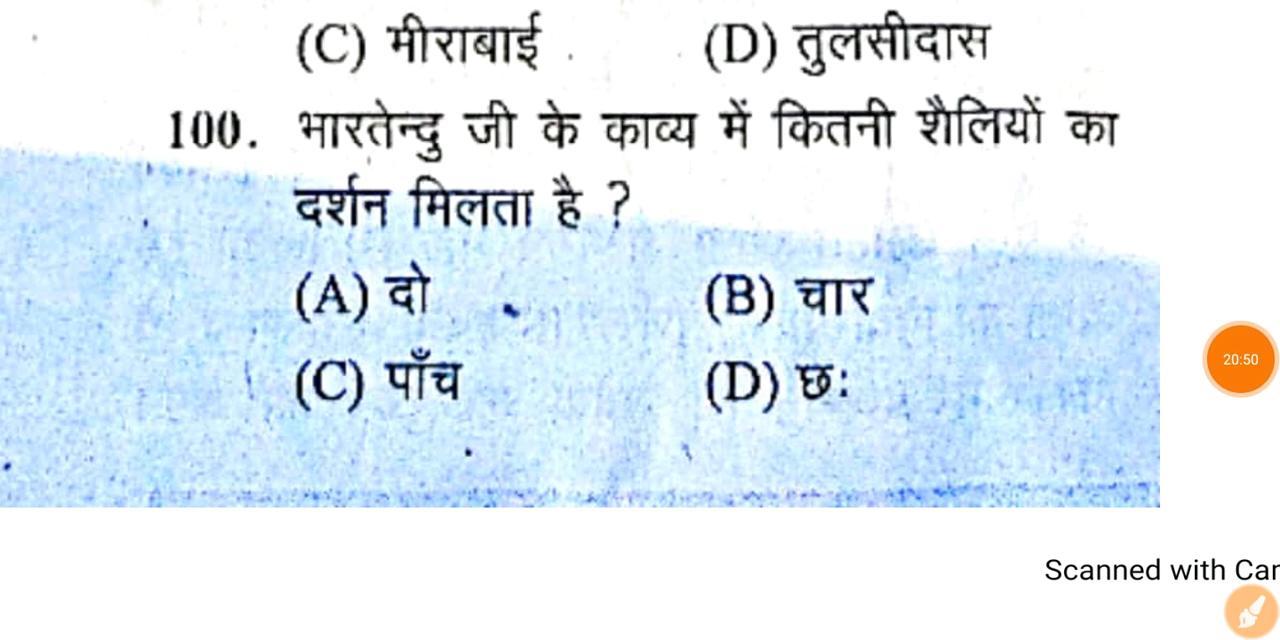 (C) मीराबाई (D) तुलसीदास
100. भारतेन्दु जी के काव्य में कितनी शैलियों का
दर्शन मिलता है ?
(A) दो (B) चार
(C) पाँच (D) छः
20:50
Scanned with Car